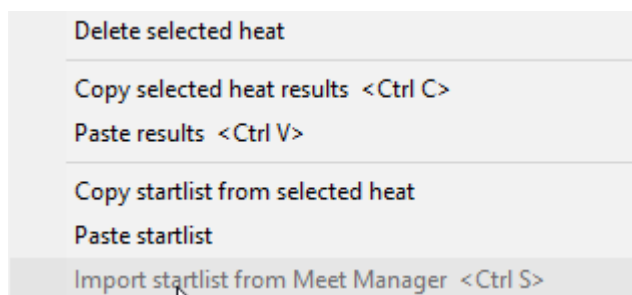 Delete selected heat
Copy selected heat results <Ctrl C>
Paste results <Ctrl V>
Copy startlist from selected heat
Paste startlist
Import startlist from Meet Manager <Ctrl S>